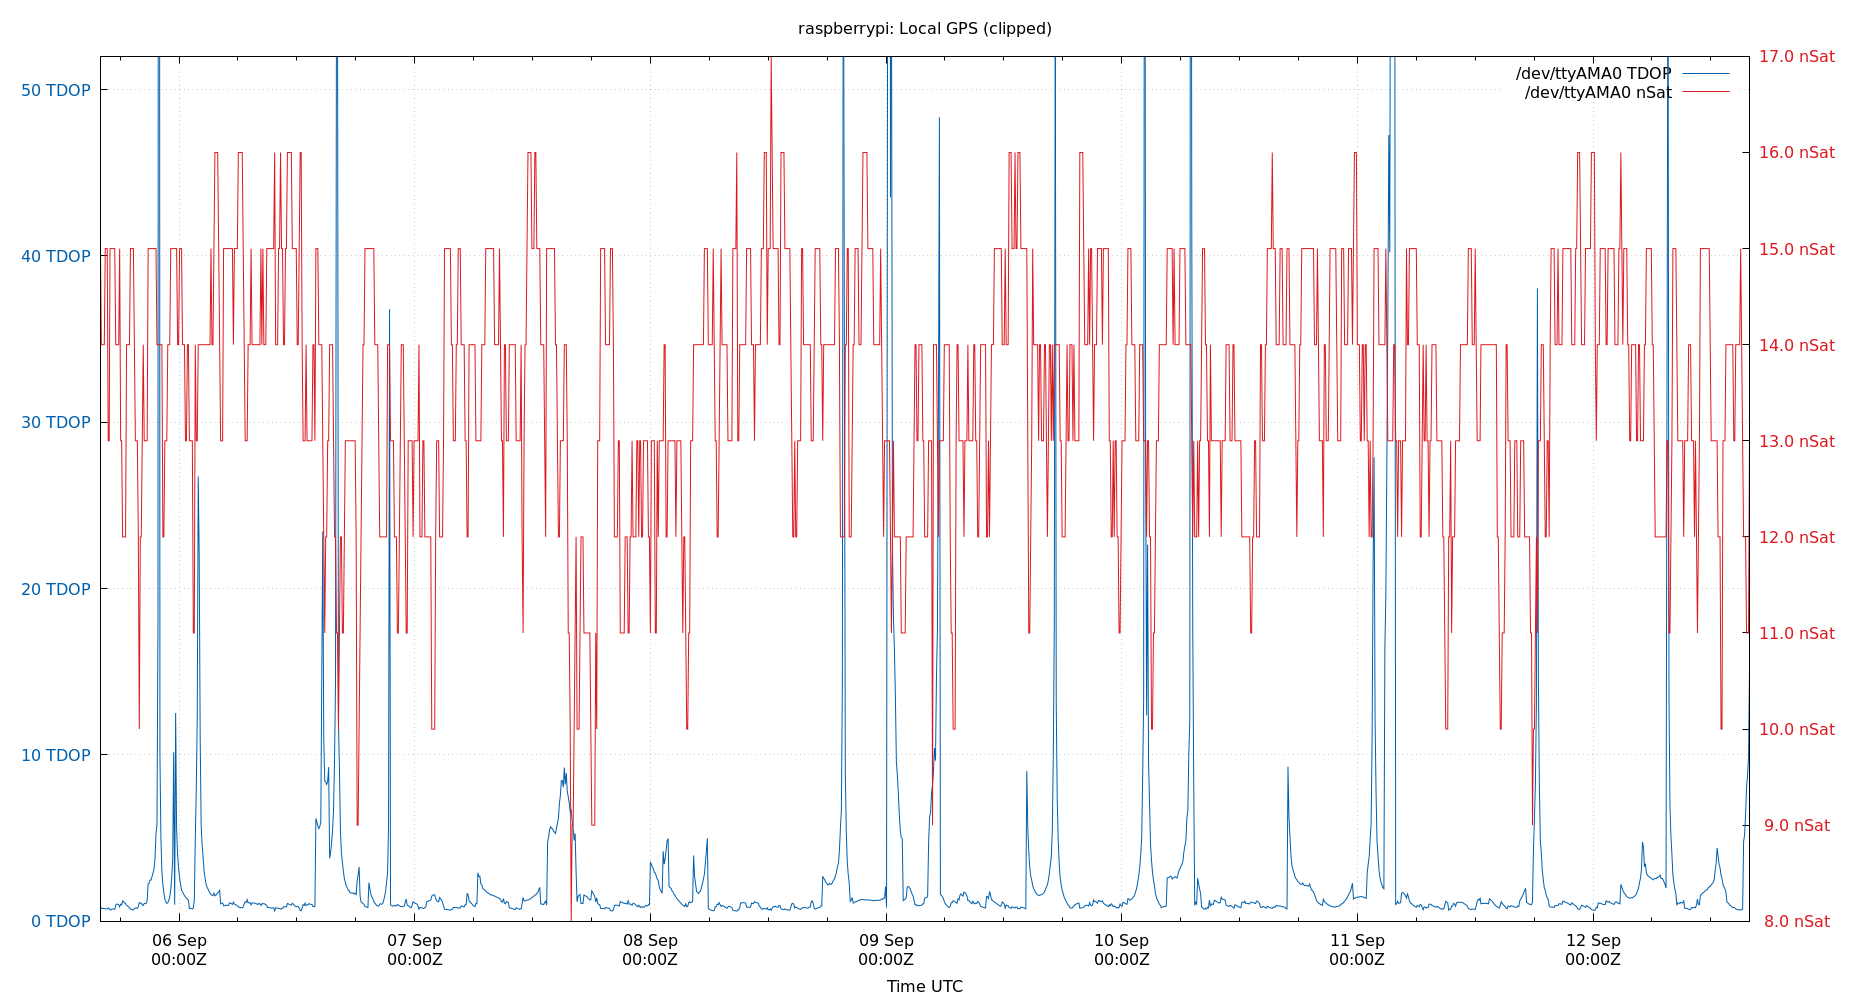 raspberrypi: Local GPS (clipped)
/dev/ttyAMA0 TDOP
/dev/ttyAMA0 nSat
50 TDOP
40 TDOP
30 TDOP
20 TDOP
10 TDOP
0 TDOP
17.0 nSat
16.0 nSat
15.0 nSat
14.0 nSat
13.0 nSat
12.0 nSat
11.0 nSat
10.0 nSat
9.0 nSat
8.0 nSat
06 Sep
00:00Z
07 Sep
00:00Z
08 Sep
00:00Z
09 Sep
00:00Z
10 Sep
00:00Z
11 Sep
00:00Z
12 Sep
00:00Z
Time UTC